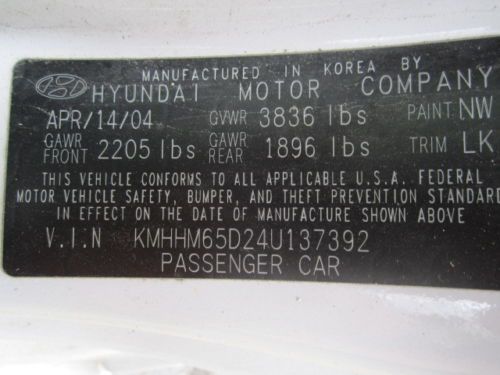 MANUFACTURED IN KOREA BY
HYUNDAI MOTOR COMPANY
APR/14/04 GVWR 3836 lbs PAINT: NW
GAWR FRONT 2205 lbs GAWR REAR 1896 lbs TRIM LK
THIS VEHICLE CONFORMS TO ALL APPLICABLE U.S.A. FEDERAL
MOTOR VEHICLE SAFETY, BUMPER, AND THEFT PREVENTION STANDARD
IN EFFECT ON THE DATE OF MANUFACTURE SHOWN ABOVE
V.I.N KMHHM65D24U137392
PASSENGER CAR